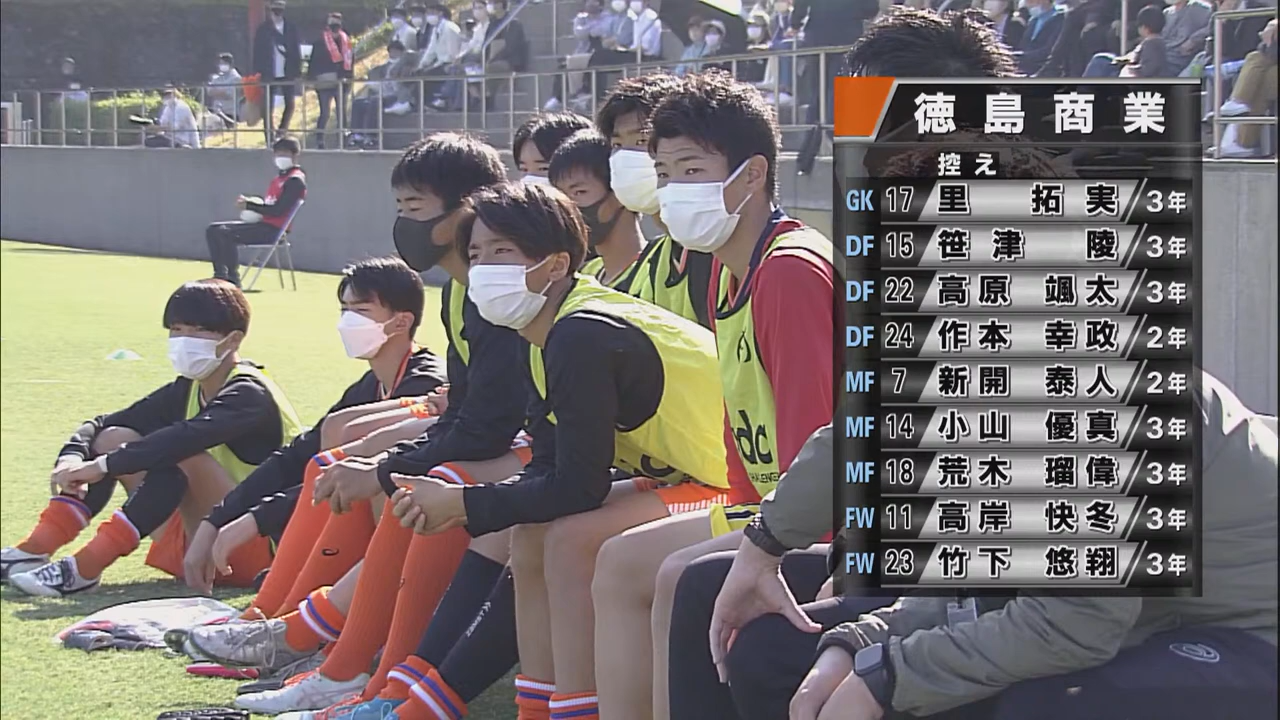 徳島商業
控え
GK 17 里 拓実 3年
DF 15 笹津 陵 3年
DF 22 高原 颯太 3年
DF 24 作本 幸政 2年
MF 7 新開 泰人 2年
MF 14 小山 優真 3年
MF 18 荒木 瑠偉 3年
FW 11 高岸 快冬 3年
FW 23 竹下 悠翔 3年